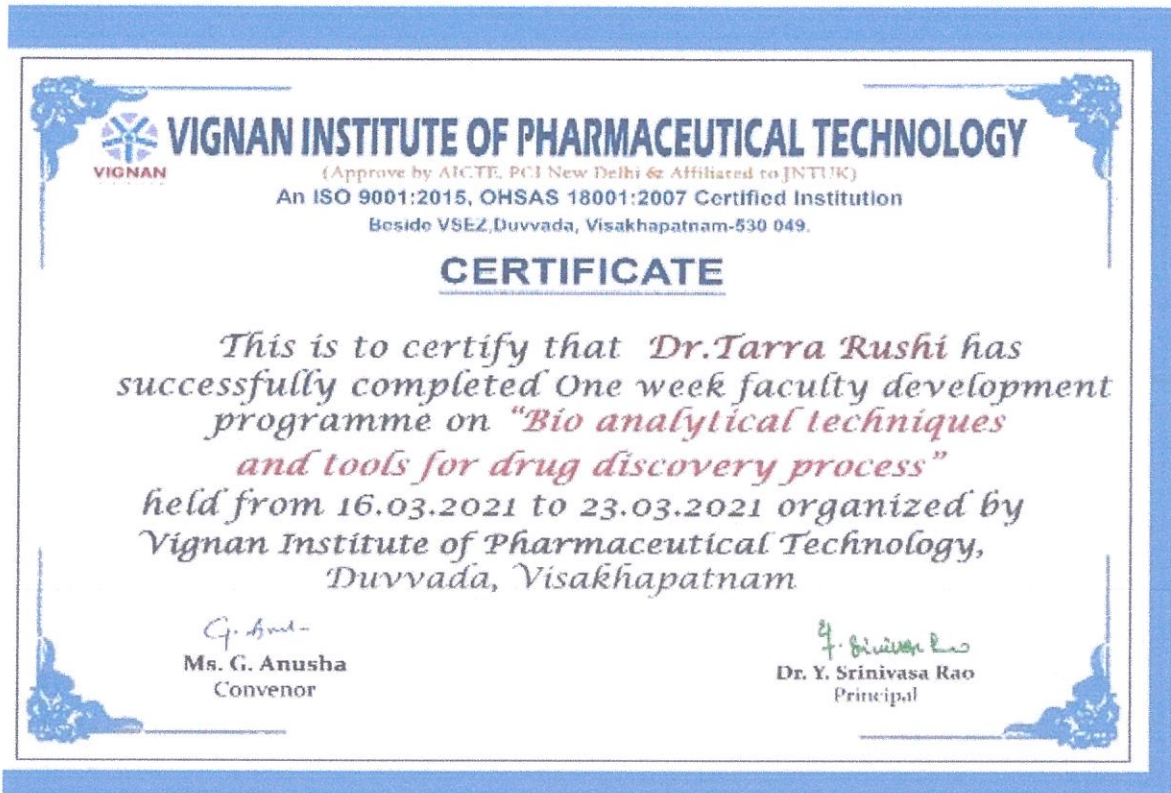 VIGNAN INSTITUTE OF PHARMACEUTICAL TECHNOLOGY
VIGNAN
(Approve by AICTE, PCI New Delhi & Affiliated to JNTUK)
An ISO 9001:2015, OHSAS 18001:2007 Certified Institution
Beside VSEZ,Duvvada, Visakhapatnam-530 049.
CERTIFICATE
This is to certify that Dr.Tarra Rushi has
successfully completed One week faculty development
programme on "Bio analytical techniques
and tools for drug discovery process"
held from 16.03.2021 to 23.03.2021 organized by
Vignan Institute of Pharmaceutical Technology,
Duvvada, Visakhapatnam
Ms. G. Anusha
Convenor
Y. Srinivasa Rao
Dr. Y. Srinivasa Rao
Principal